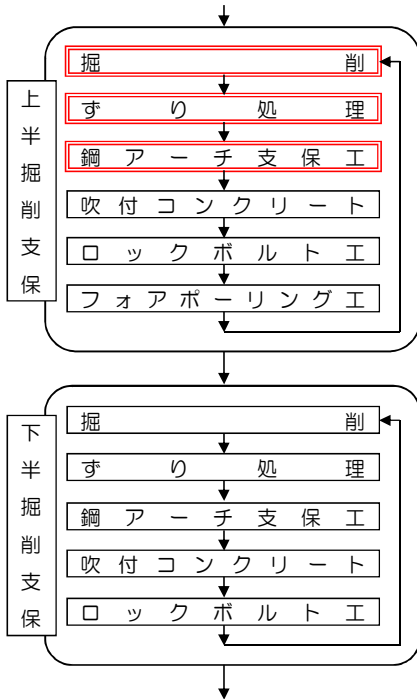 上半掘削支保
掘削
ずり処理
鋼アーチ支保工
吹付コンクリート
ロックボルト工
フォアポーリング工
下半掘削支保
掘削
ずり処理
鋼アーチ支保工
吹付コンクリート
ロックボルト工